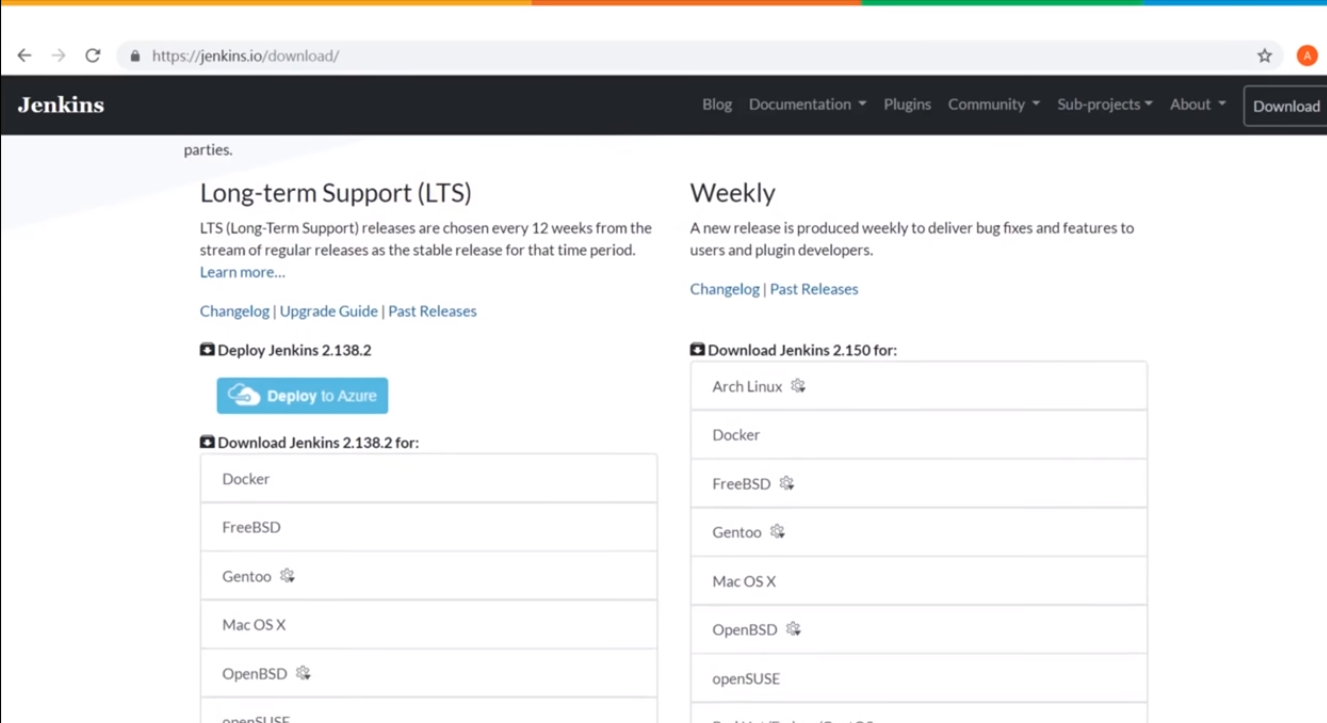 https://jenkins.io/download/
A
Jenkins
Blog Documentation Plugins Community Sub-projects About Download
parties.
Long-term Support (LTS)
LTS (Long-Term Support) releases are chosen every 12 weeks from the
stream of regular releases as the stable release for that time period.
Learn more...
Changelog | Upgrade Guide | Past Releases
Deploy Jenkins 2.138.2
Deploy to Azure
Download Jenkins 2.138.2 for:
Docker
FreeBSD
Gentoo
Mac OS X
OpenBSD
openSUSE
Weekly
A new release is produced weekly to deliver bug fixes and features to
users and plugin developers.
Changelog | Past Releases
Download Jenkins 2.150 for:
Arch Linux
Docker
FreeBSD
Gentoo
Mac OS X
OpenBSD
openSUSE